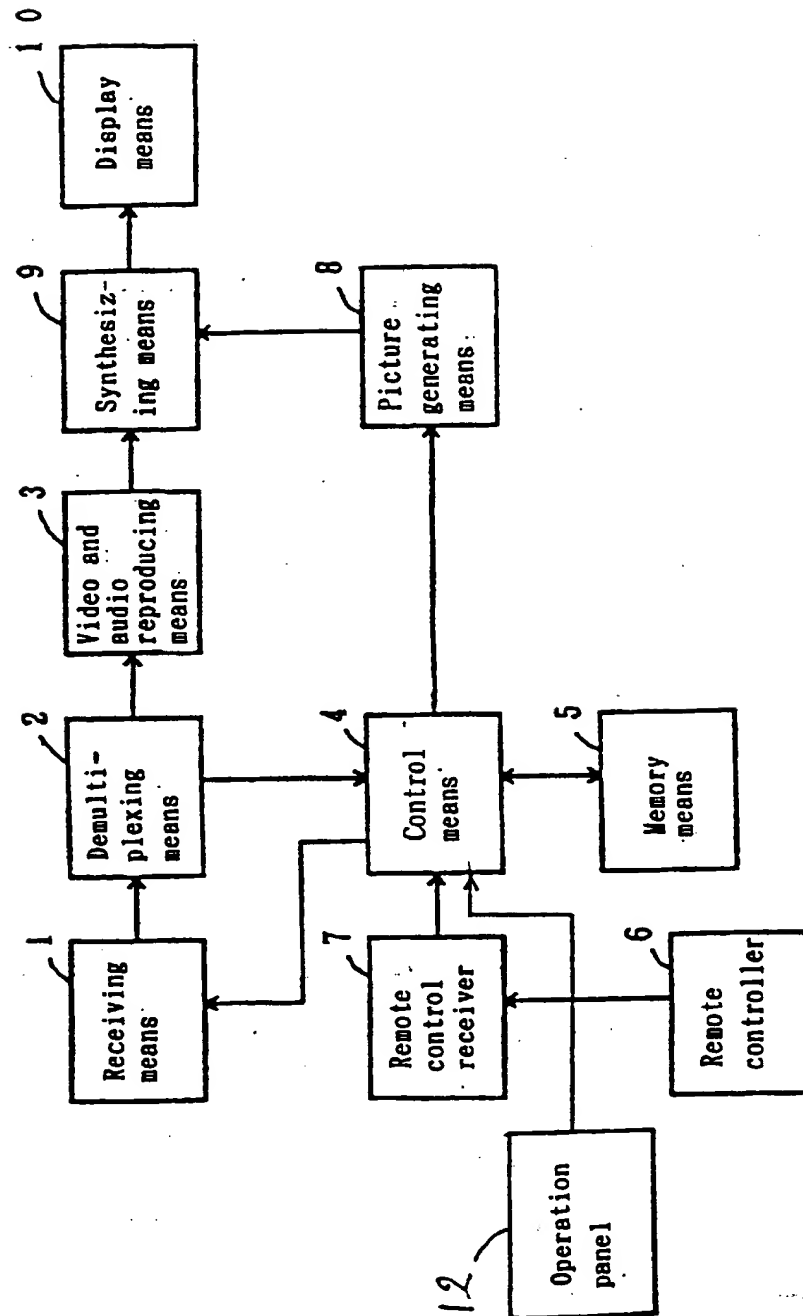 1
Receiving
means
2
Demulti-
plexing
means
3
Video and
audio
reproducing
means
9
Synthesiz-
ing means
10
Display
means
7
Remote
control
receiver
4
Control
means
8
Picture
generating
means
12
Operation
panel
6
Remote
controller
5
Memory
means